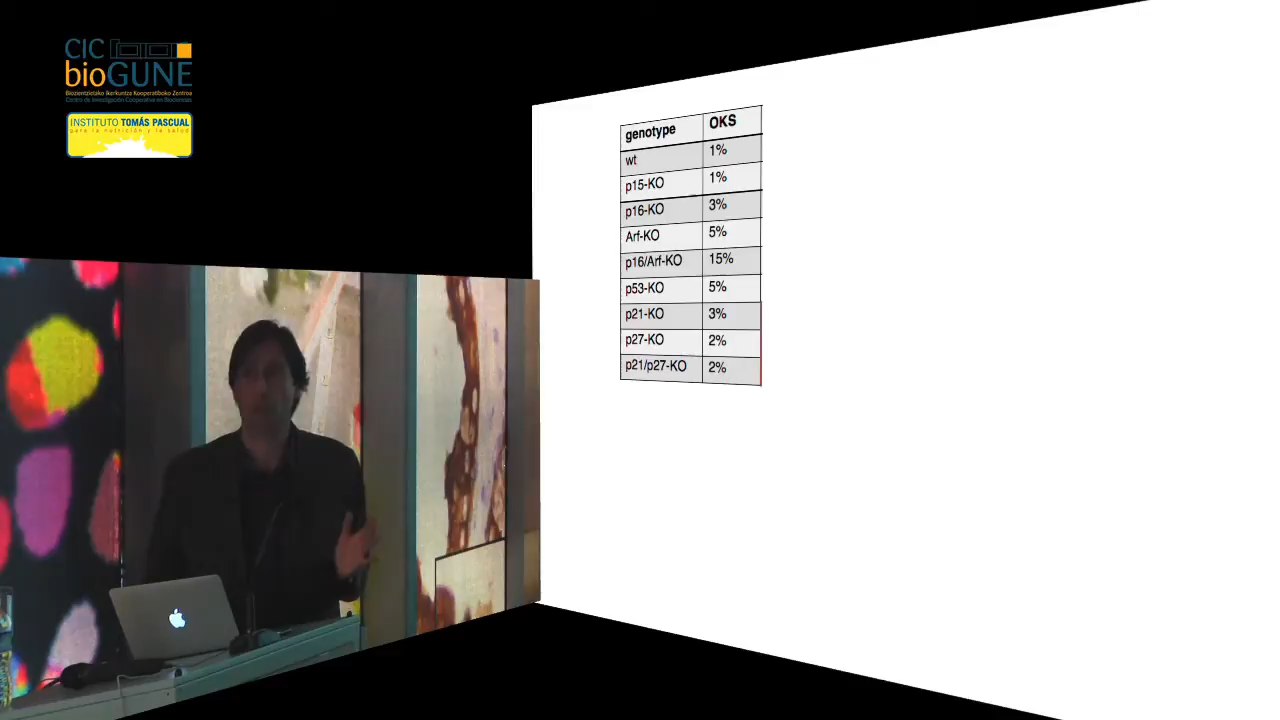 CIC
bioGUNE
Biozientzietako Ikerkuntza Kooperatiboko Zentroa
Centro de Investigación Cooperativa en Biociencias
INSTITUTO TOMÁS PASCUAL
para la nutrición y la salud
genotype OKS
wt 1%
p15-KO 1%
p16-KO 3%
Arf-KO 5%
p16/Arf-KO 15%
p53-KO 5%
p21-KO 3%
p27-KO 2%
p21/p27-KO 2%